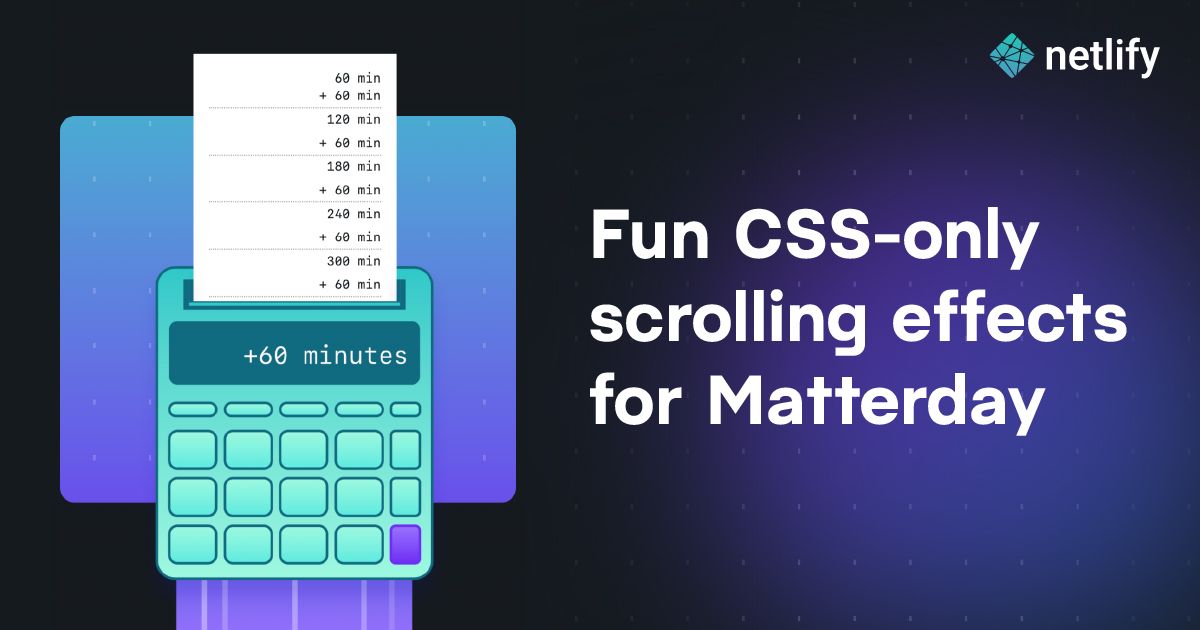 netlify
60 min
+ 60 min
120 min
+ 60 min
180 min
+ 60 min
240 min
+ 60 min
300 min
+ 60 min
+60 minutes
Fun CSS-only
scrolling effects
for Matterday